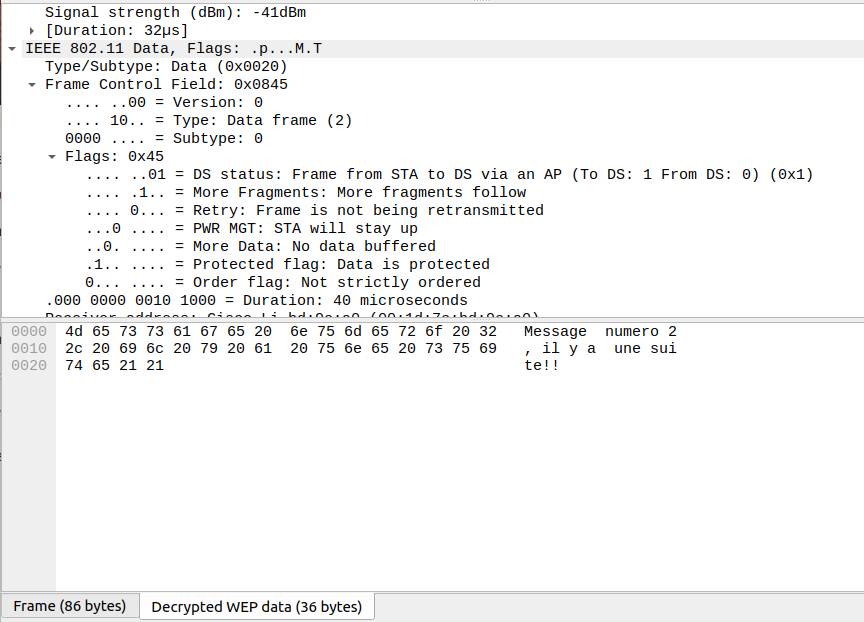 Signal strength (dBm): -41dBm
[Duration: 32µs]
IEEE 802.11 Data, Flags: .p...M.T
Type/Subtype: Data (0x0020)
Frame Control Field: 0x0845
.... ..00 = Version: 0
.... 10.. = Type: Data frame (2)
0000 .... = Subtype: 0
Flags: 0x45
.... ..01 = DS status: Frame from STA to DS via an AP (To DS: 1 From DS: 0) (0x1)
.... .1.. = More Fragments: More fragments follow
.... 0... = Retry: Frame is not being retransmitted
...0 .... = PWR MGT: STA will stay up
..0. .... = More Data: No data buffered
.1.. .... = Protected flag: Data is protected
0... .... = Order flag: Not strictly ordered
.000 0000 0010 1000 = Duration: 40 microseconds
0000 4d 65 73 73 61 67 65 20 6e 75 6d 65 72 6f 20 32 Message numero 2
0010 2c 20 69 6c 20 79 20 61 20 75 6e 65 20 73 75 69 , il y a une sui
0020 74 65 21 21 te!!
Frame (86 bytes) Decrypted WEP data (36 bytes)